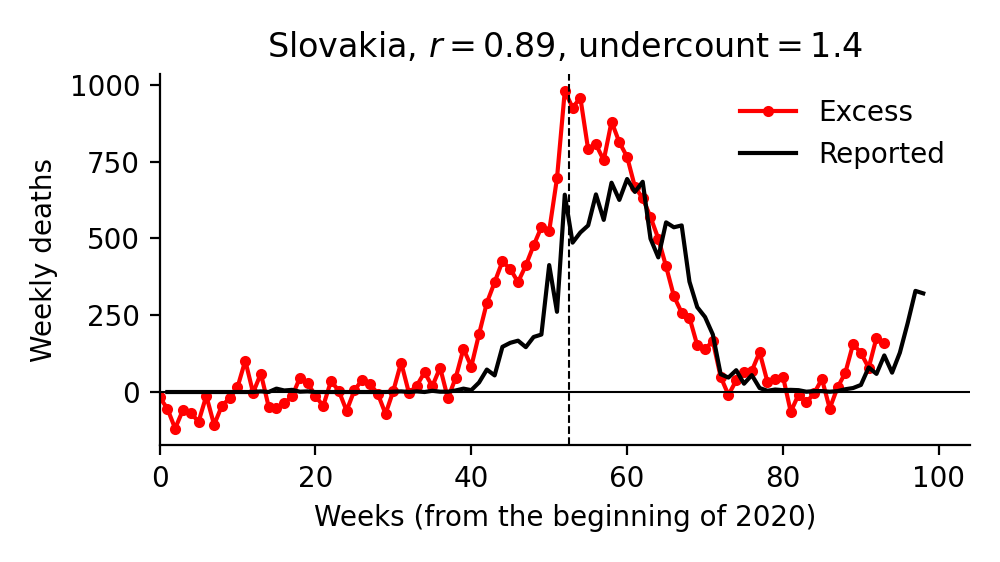 Slovakia, r = 0.89, undercount = 1.4
1000
750
500
250
0
Weekly deaths
Excess
Reported
0 20 40 60 80 100
Weeks (from the beginning of 2020)